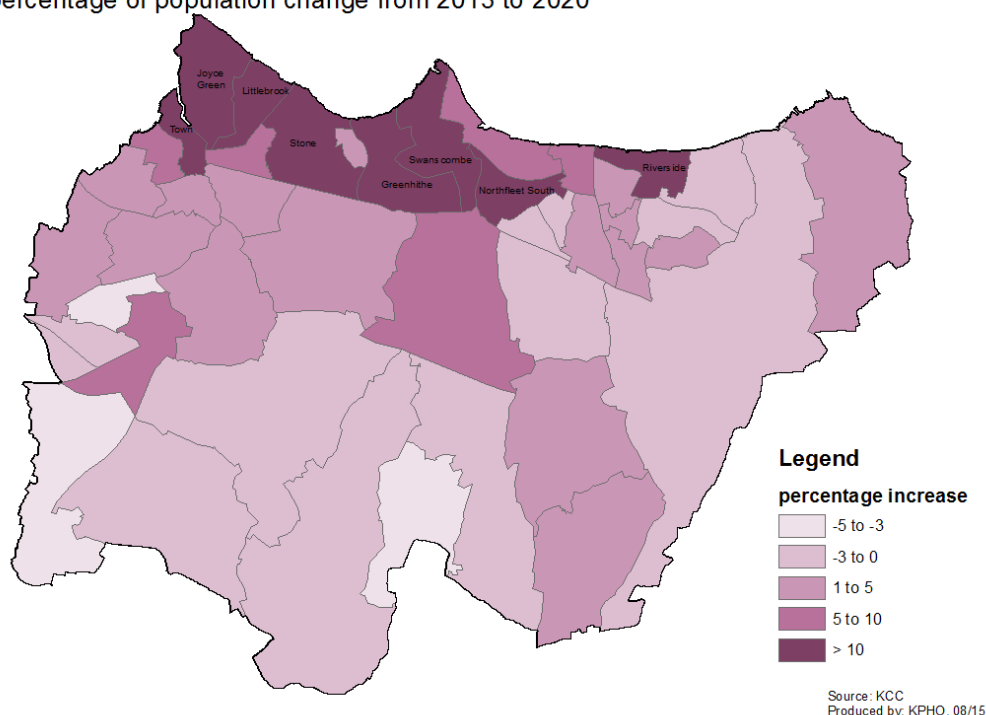 percentage of population change from 2015 to 2020
Joyce
Green
Littlebrook
Town
Stone
Swanscombe
Greenhithe
Northfleet South
Riverside
Legend
percentage increase
-5 to -3
-3 to 0
1 to 5
5 to 10
> 10
Source: KCC
Produced by: KPHO, 08/15